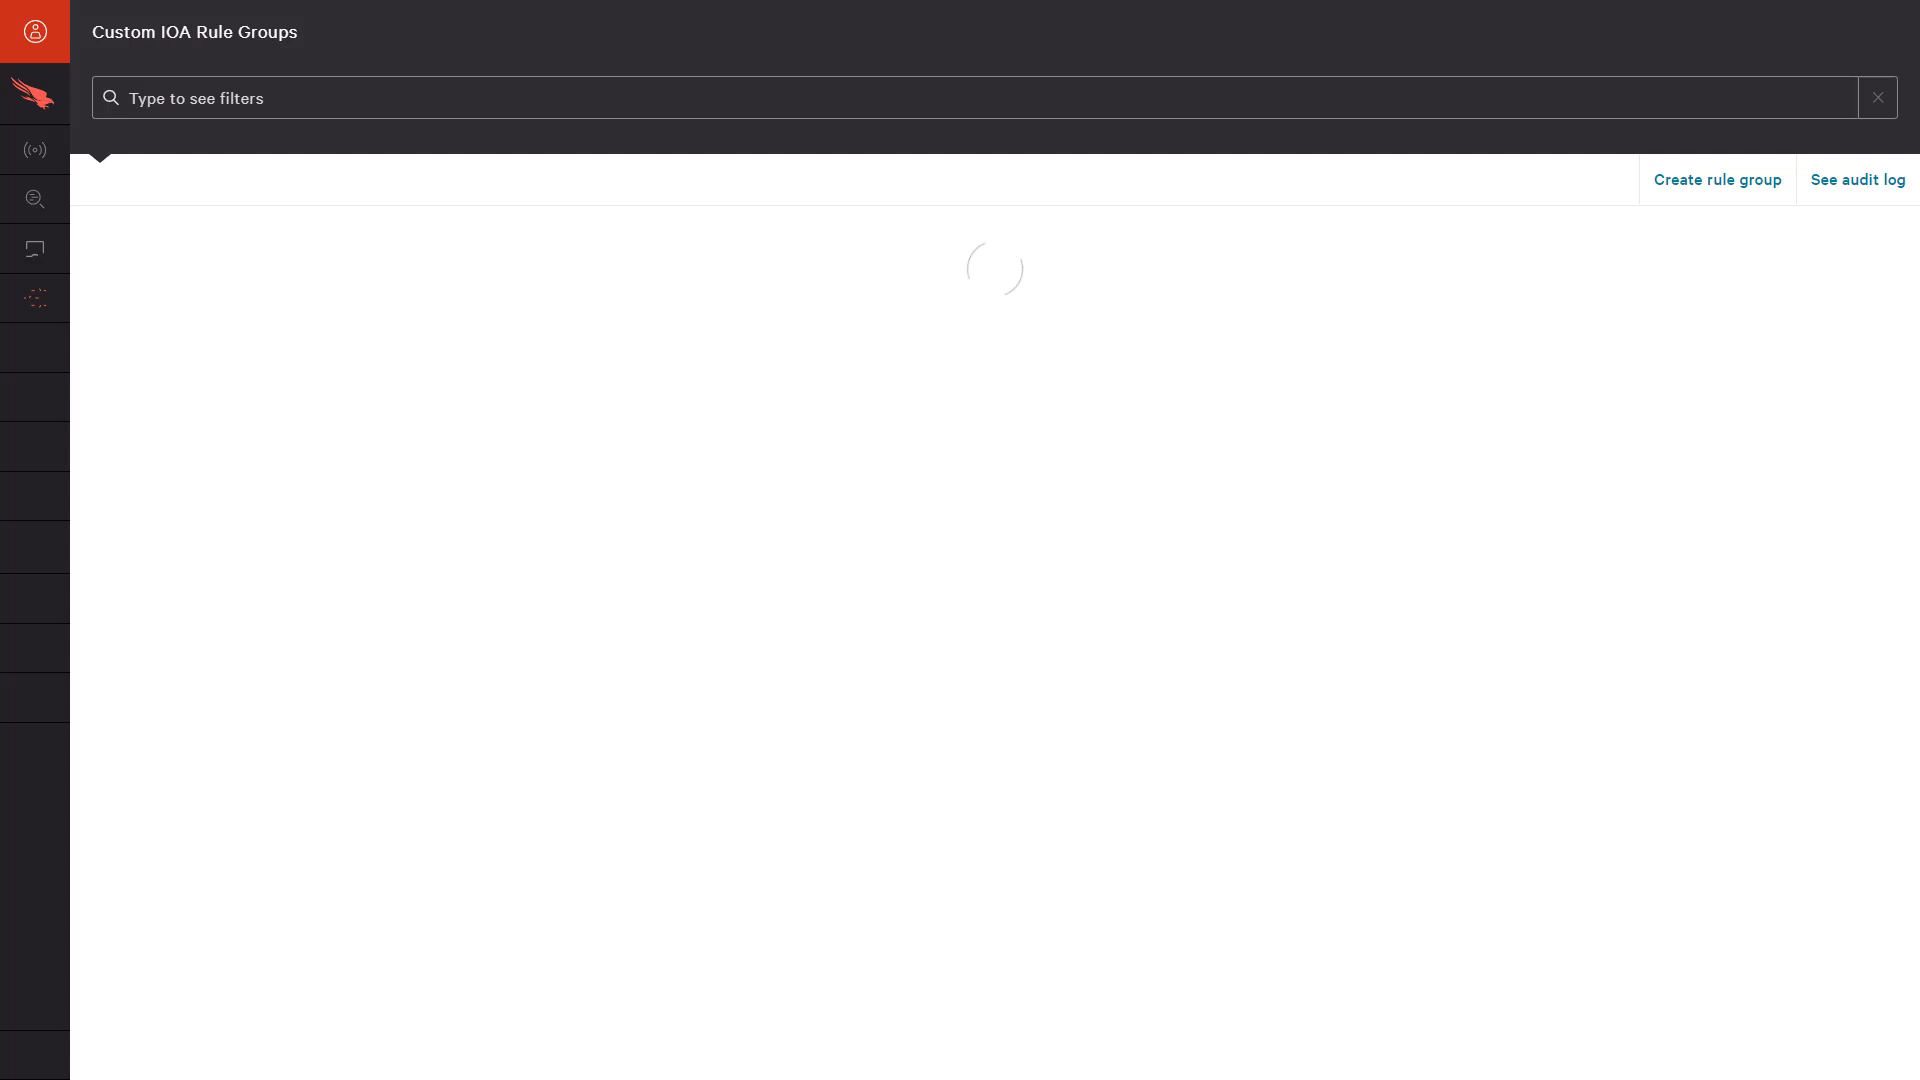 Custom IOA Rule Groups
Type to see filters
Create rule group
See audit log